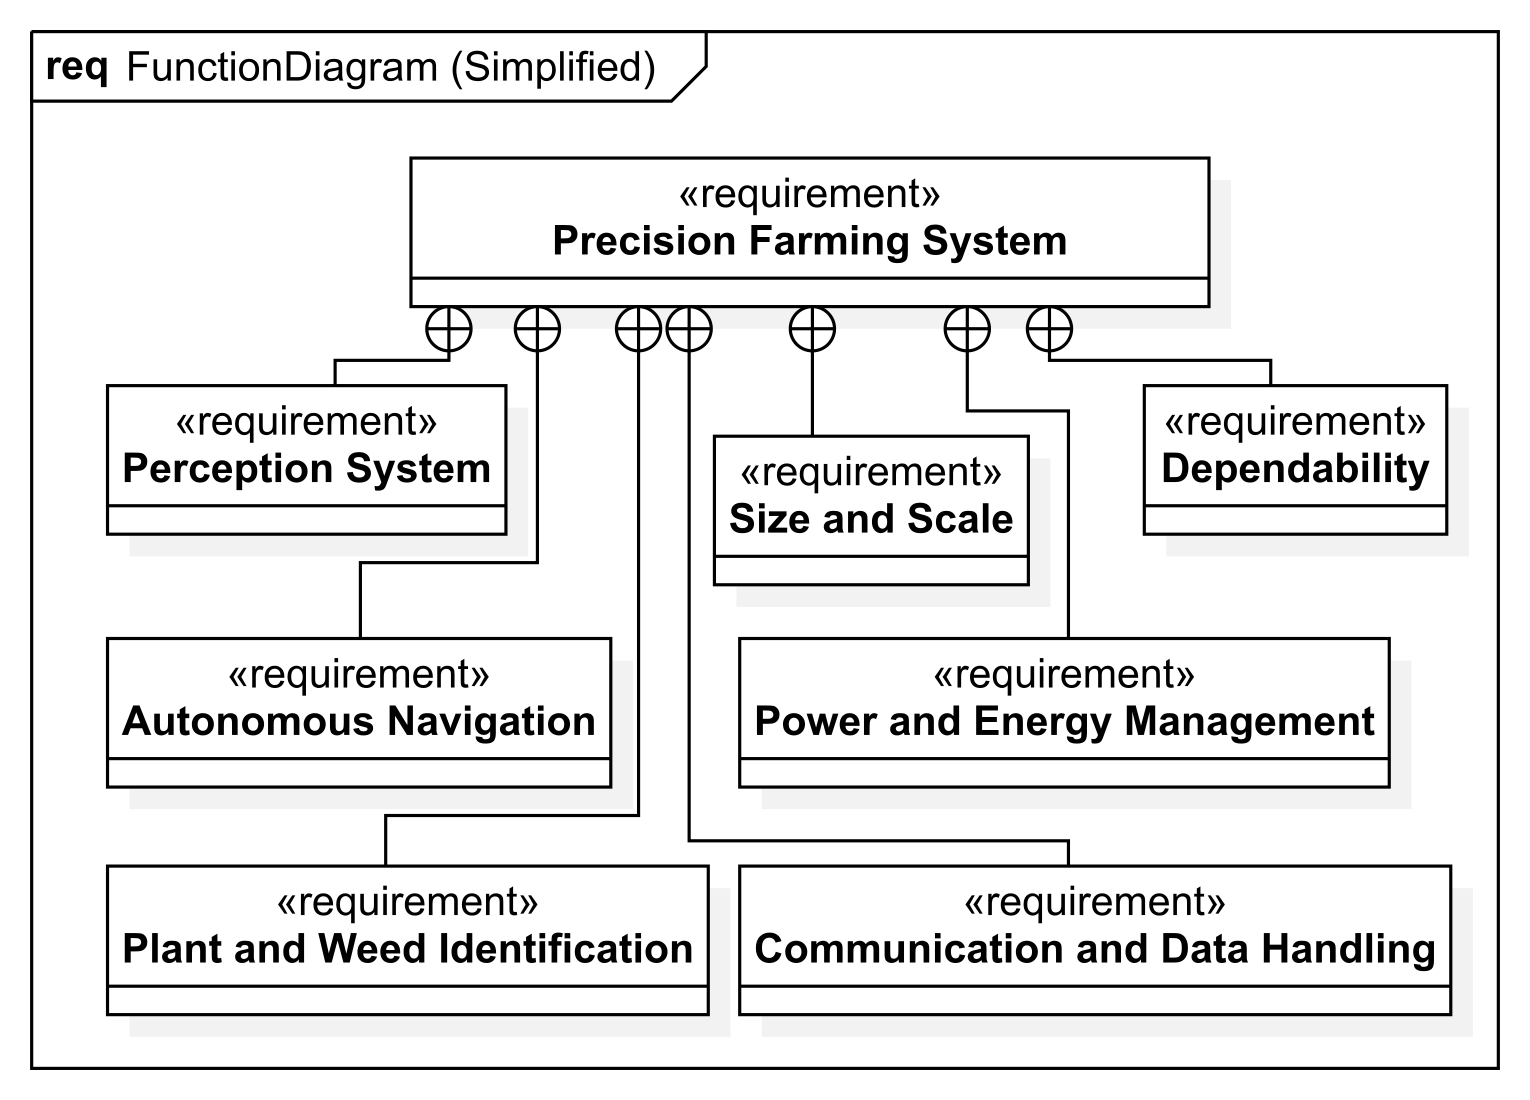 req FunctionDiagram (Simplified)
«requirement»
Precision Farming System
«requirement»
Perception System
«requirement»
Size and Scale
«requirement»
Dependability
«requirement»
Autonomous Navigation
«requirement»
Power and Energy Management
«requirement»
Plant and Weed Identification
«requirement»
Communication and Data Handling